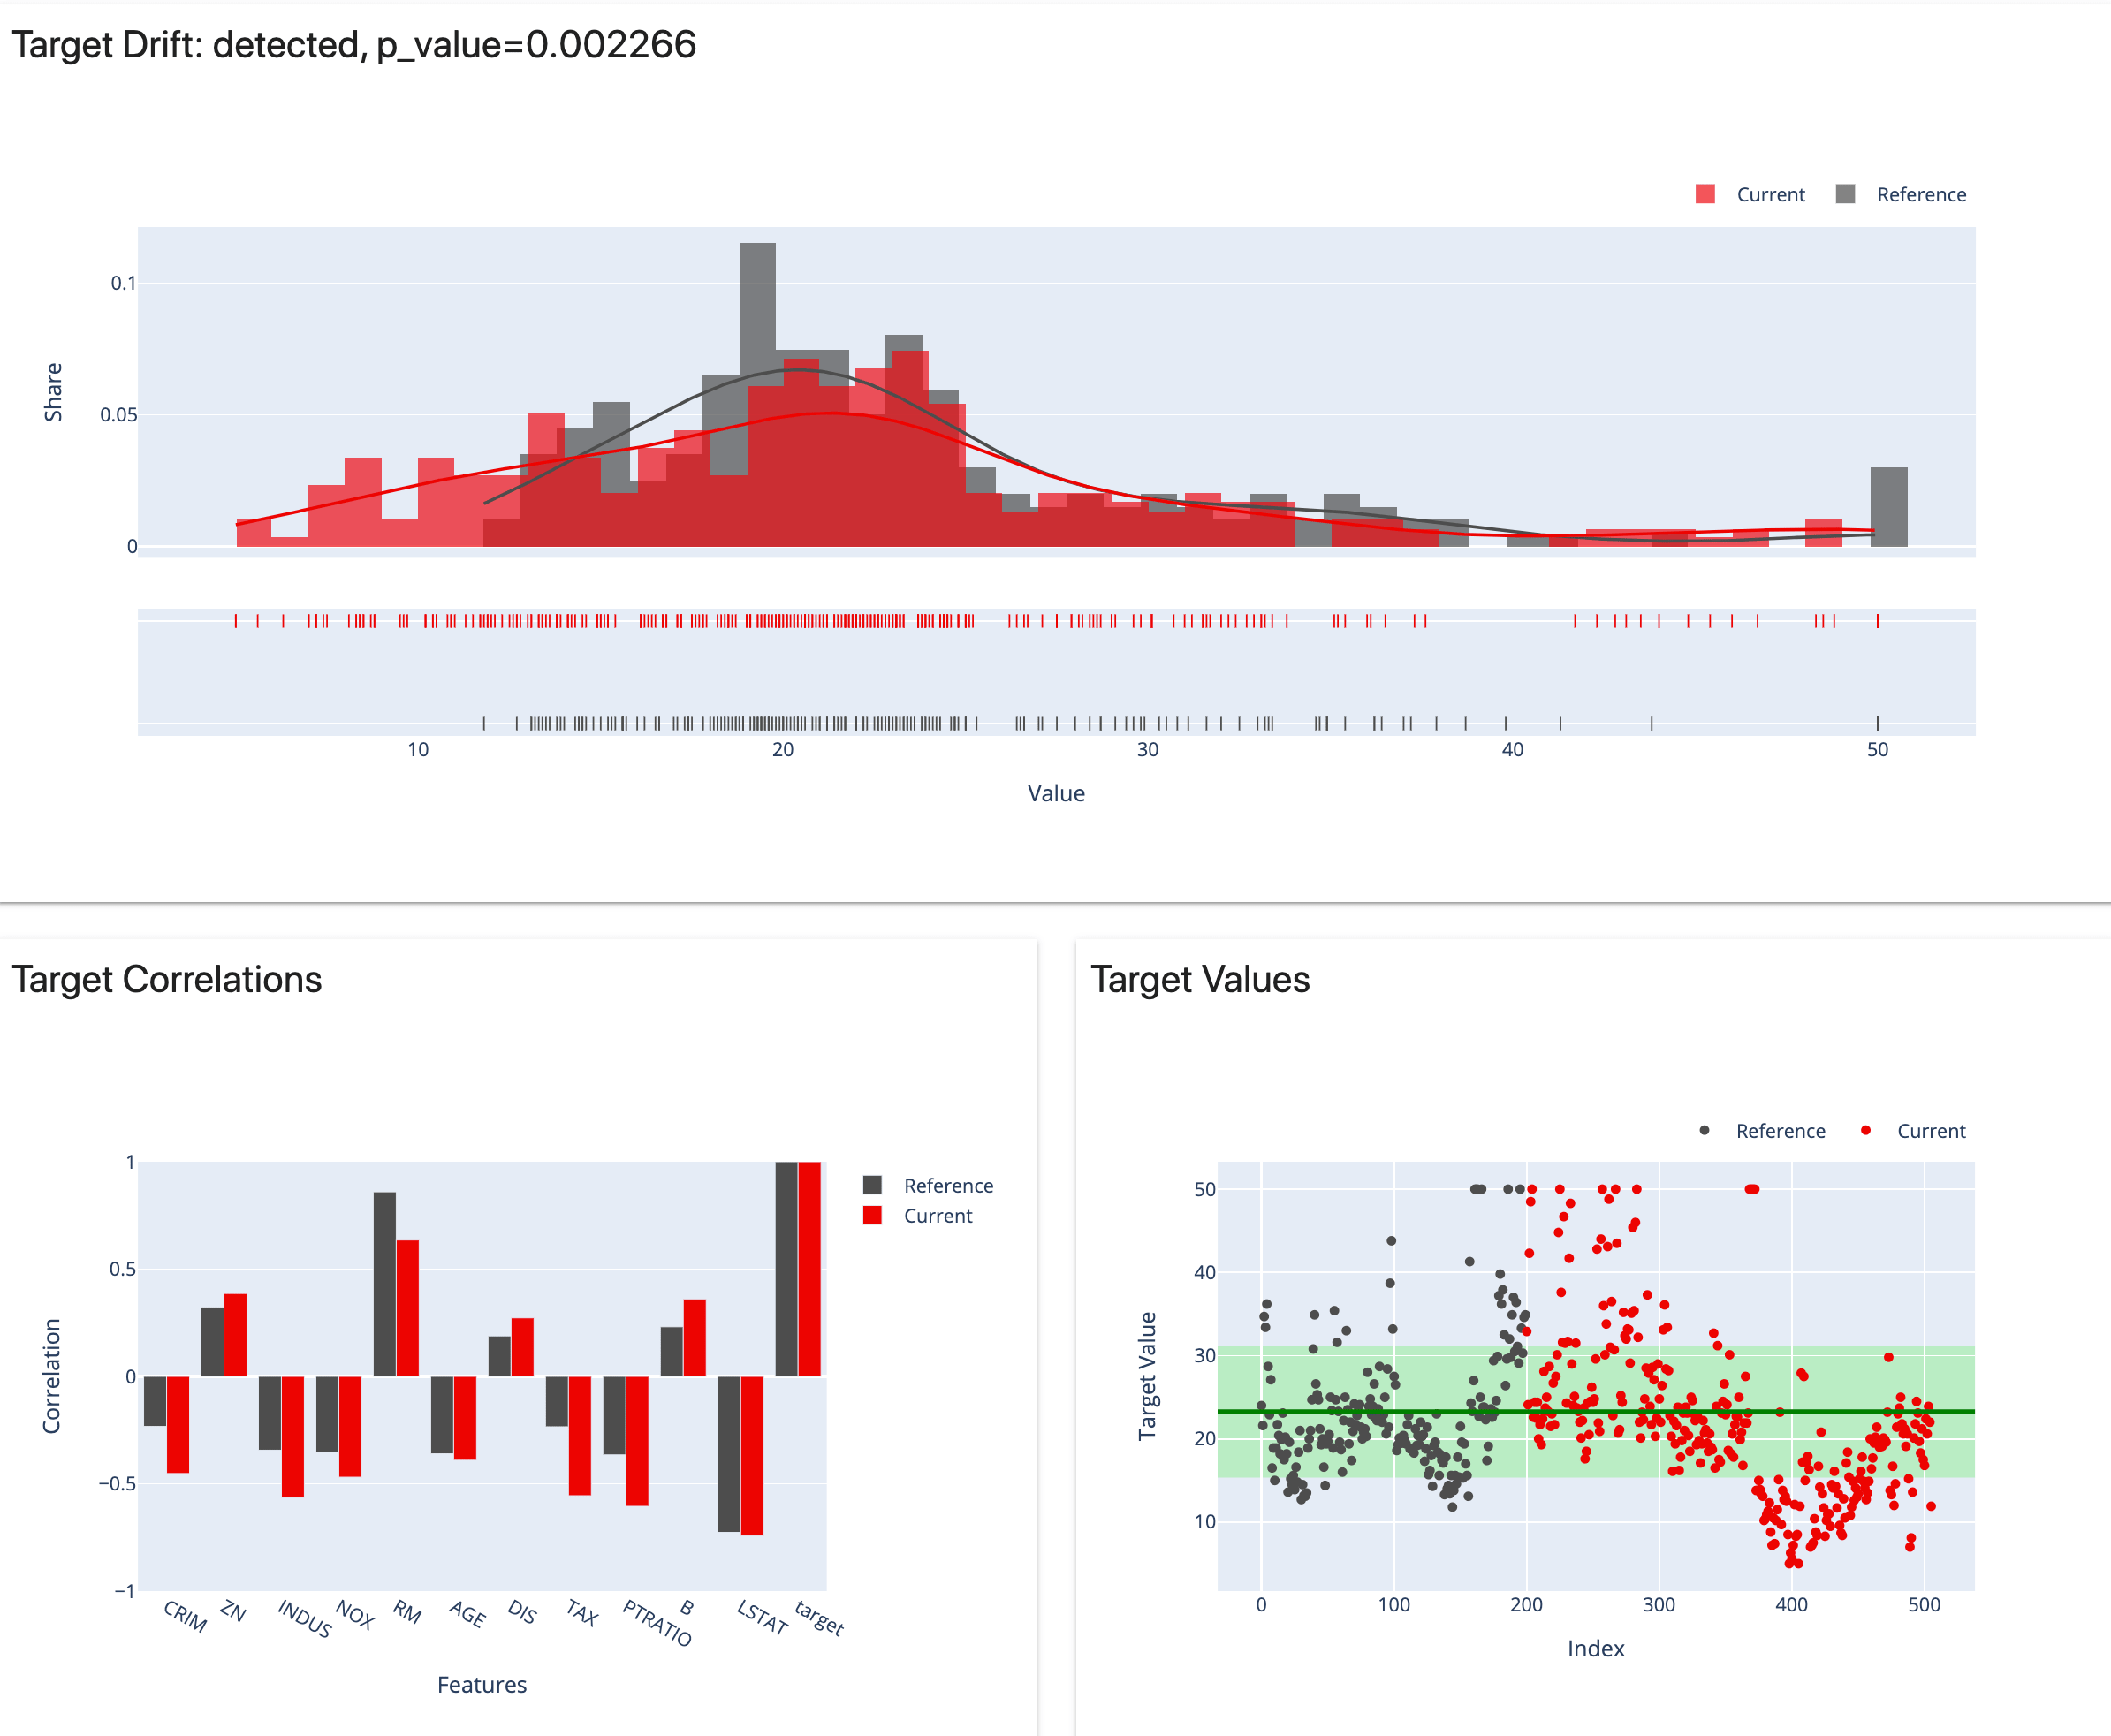 Target Drift: detected, p_value=0.002266
Current
Reference
0.1
0.05
0
Share
10
20
30
40
50
Value
Target Correlations
Reference
Current
1
0.5
0
−0.5
−1
Correlation
CRIM
ZN
INDUS
NOX
RM
AGE
DIS
TAX
PTRATIO
B
LSTAT
target
Features
Target Values
Reference
Current
50
40
30
20
10
Target Value
0
100
200
300
400
500
Index